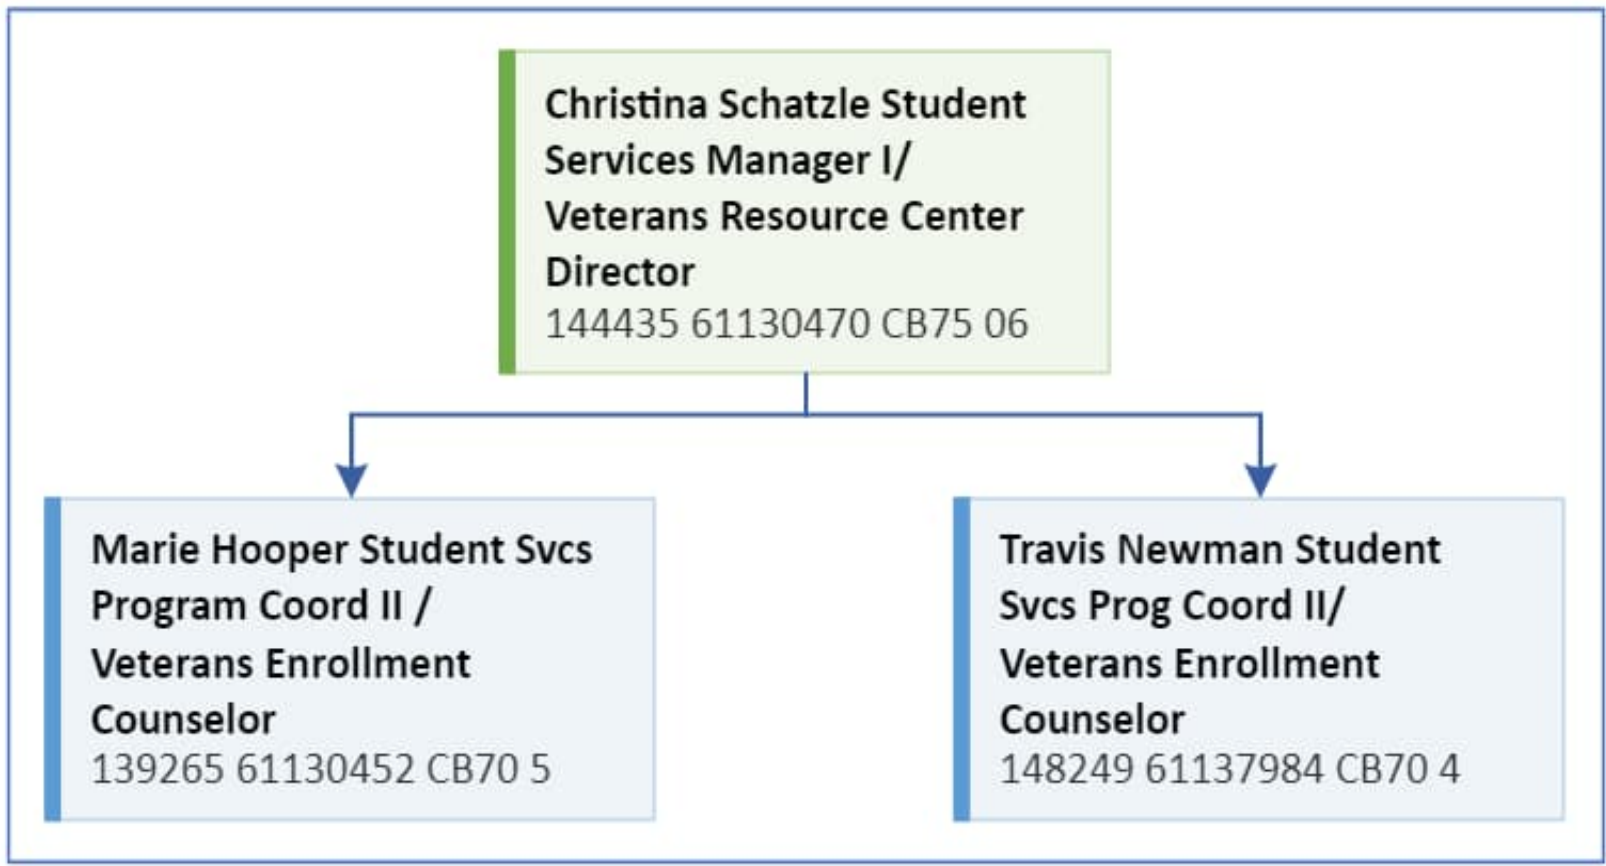 Christina Schatzle Student
Services Manager I/
Veterans Resource Center
Director
144435 61130470 CB75 06
Marie Hooper Student Svcs
Program Coord II /
Veterans Enrollment
Counselor
139265 61130452 CB70 5
Travis Newman Student
Svcs Prog Coord II/
Veterans Enrollment
Counselor
148249 61137984 CB70 4